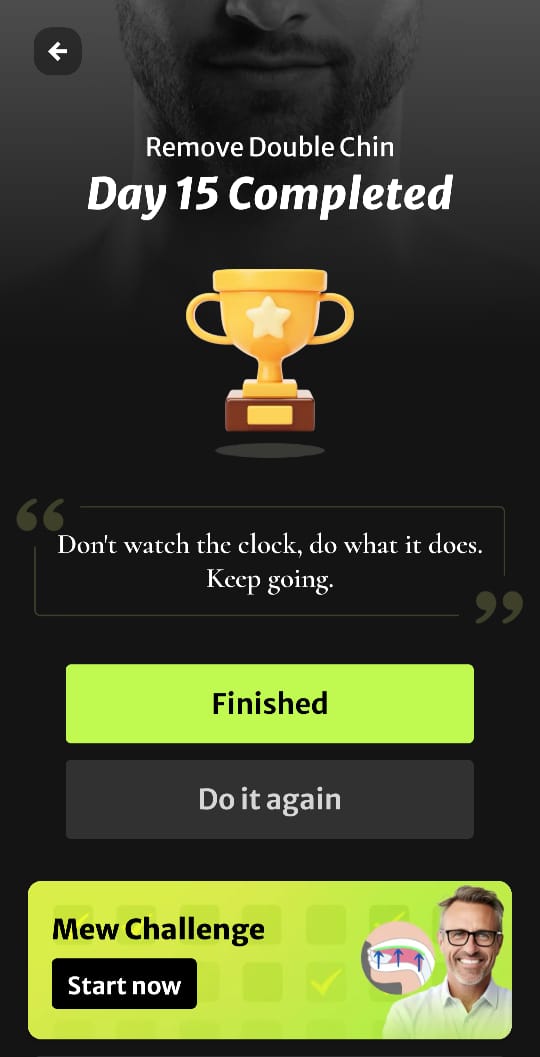 Remove Double Chin
Day 15 Completed
Don't watch the clock, do what it does.
Keep going.
Finished
Do it again
Mew Challenge
Start now